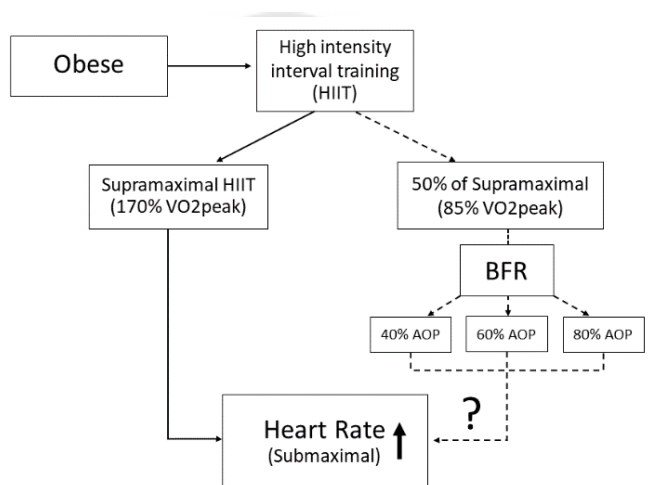 Obese
High intensity
interval training
(HIIT)
Supramaximal HIIT
(170% VO2peak)
50% of Supramaximal
(85% VO2peak)
BFR
40% AOP
60% AOP
80% AOP
?
Heart Rate
(Submaximal)